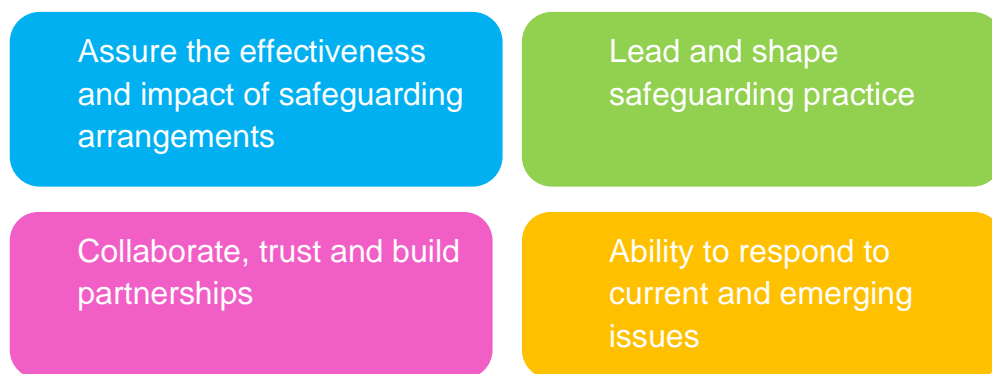 Assure the effectiveness
and impact of safeguarding
arrangements
Lead and shape
safeguarding practice
Collaborate, trust and build
partnerships
Ability to respond to
current and emerging
issues